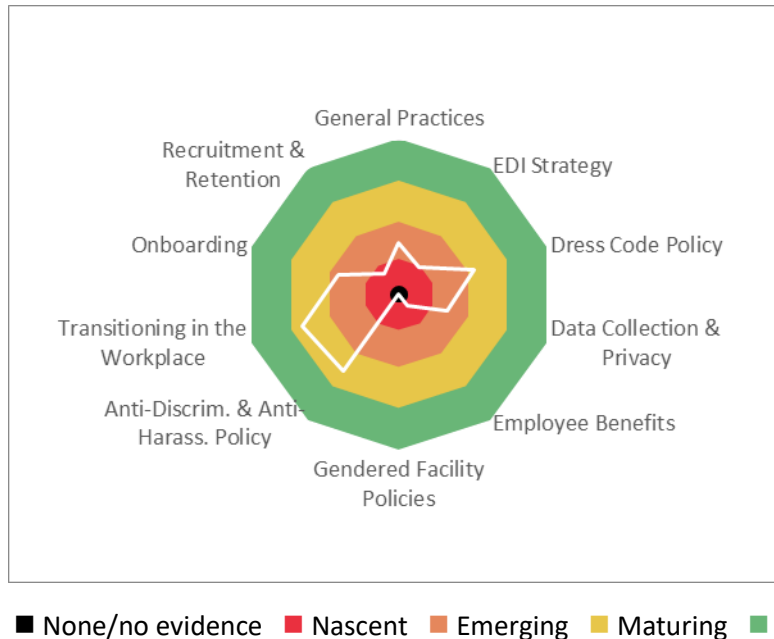 General Practices
Recruitment &
Retention
EDI Strategy
Onboarding
Dress Code Policy
Transitioning in the
Workplace
Data Collection &
Privacy
Anti-Discrim. & Anti-
Harass. Policy
Employee Benefits
Gendered Facility
Policies
None/no evidence Nascent Emerging Maturing